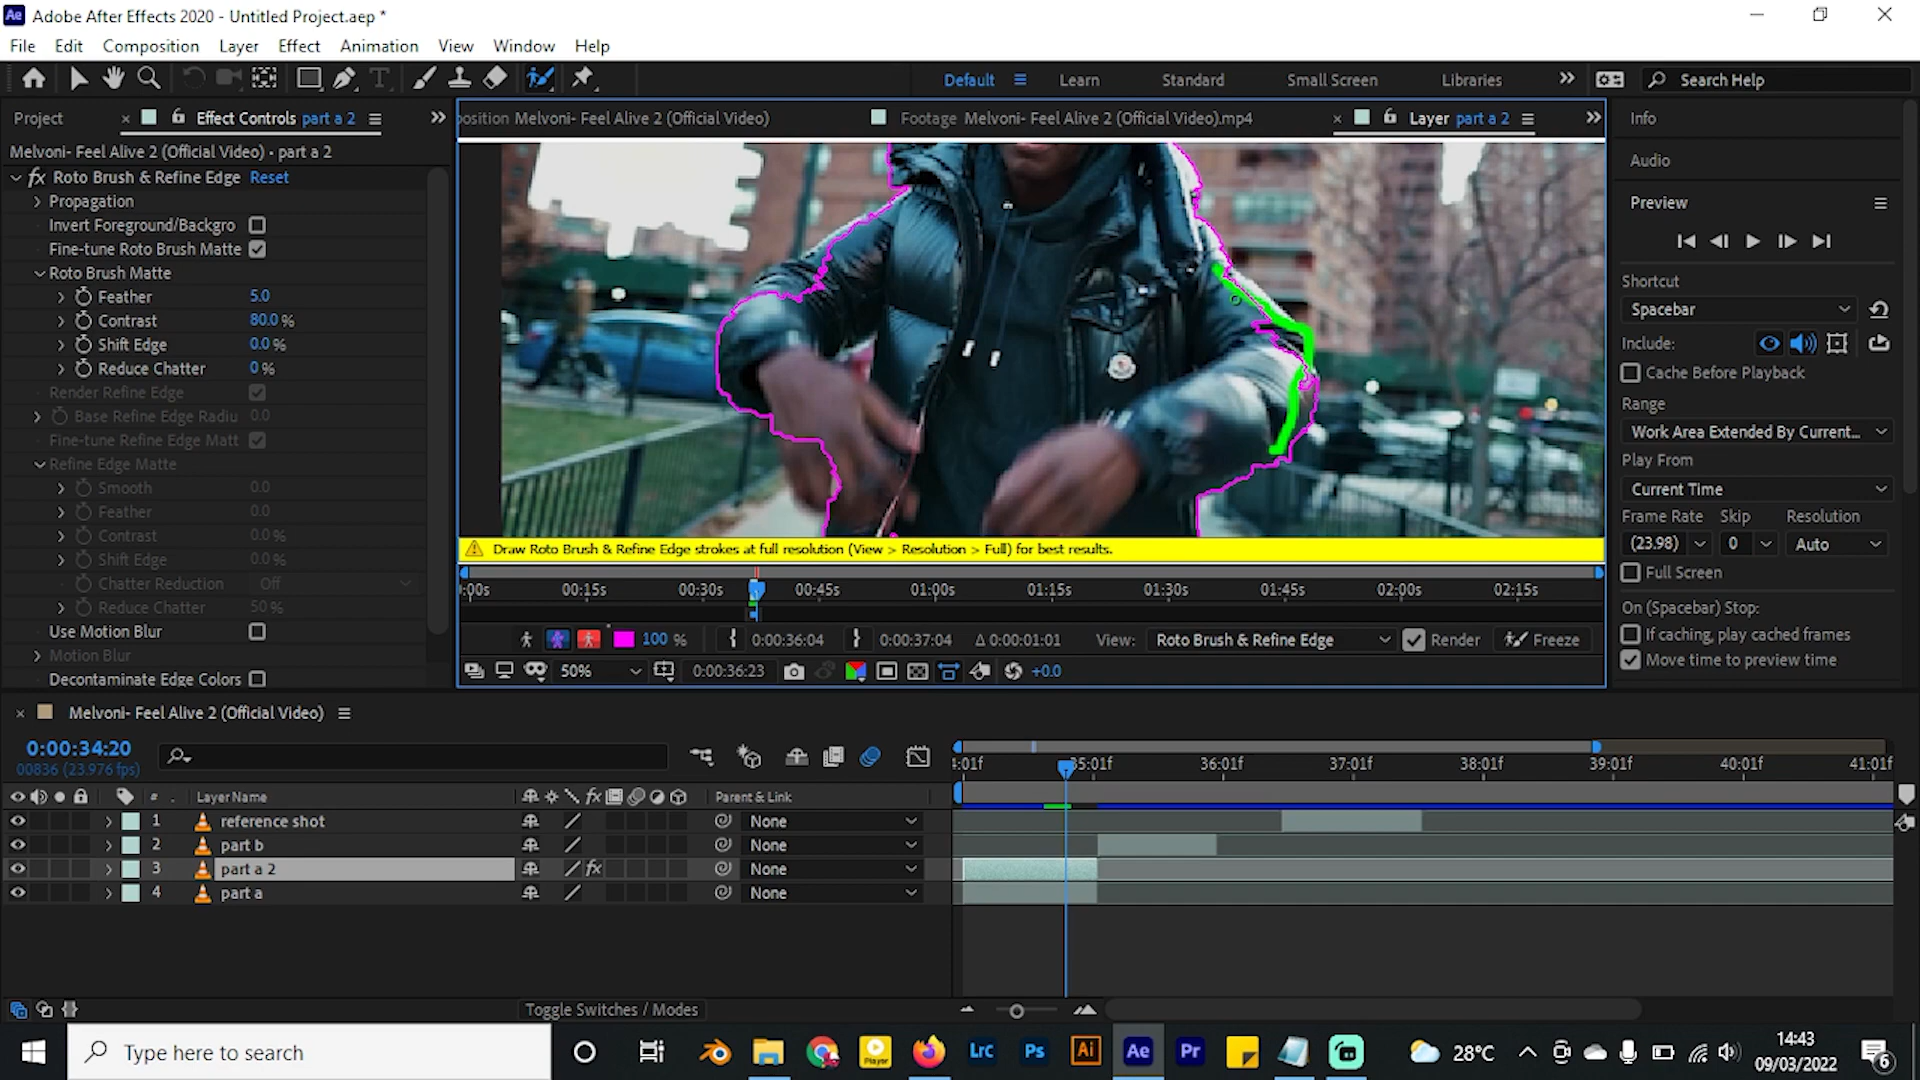 Adobe After Effects 2020 - Untitled Project.aep *
File Edit Composition Layer Effect Animation View Window Help
Default Learn Standard Small Screen Libraries Search Help
Project Effect Controls part a 2
position Melvoni- Feel Alive 2 (Official Video) Footage Melvoni- Feel Alive 2 (Official Video).mp4 Layer part a 2
Melvoni- Feel Alive 2 (Official Video) • part a 2
fx Roto Brush & Refine Edge Reset
Propagation
Invert Foreground/Backgro
Fine-tune Roto Brush Matte
Roto Brush Matte
Feather 5.0
Contrast 80.0 %
Shift Edge 0.0 %
Reduce Chatter 0 %
Render Refine Edge
Base Refine Edge Radiu 0.0
Fine-tune Refine Edge Matt
Refine Edge Matte
Smooth 0.0
Feather 0.0
Contrast 0.0 %
Shift Edge 0.0 %
Chatter Reduction Off
Reduce Chatter 50 %
Use Motion Blur
Motion Blur
Decontaminate Edge Colors
Draw Roto Brush & Refine Edge strokes at full resolution (View > Resolution > Full) for best results.
:00s 00:15s 00:30s 00:45s 01:00s 01:15s 01:30s 01:45s 02:00s 02:15s
100 % 0:00:36:04 0:00:37:04 Δ 0:00:01:01 View: Roto Brush & Refine Edge Render Freeze
50% 0:00:36:23 +0.0
Info
Audio
Preview
Shortcut
Spacebar
Include:
Cache Before Playback
Range
Work Area Extended By Current...
Play From
Current Time
Frame Rate Skip Resolution
(23.98) 0 Auto
Full Screen
On (Spacebar) Stop:
If caching, play cached frames
Move time to preview time
Melvoni- Feel Alive 2 (Official Video)
0:00:34:20
00836 (23.976 fps)
4:01f 35:01f 36:01f 37:01f 38:01f 39:01f 40:01f 41:01f
# . Layer Name fx Parent & Link
1 reference shot None
2 part b None
3 part a 2 fx None
4 part a None
Toggle Switches / Modes
Type here to search
Player
Lrc Ps Ai Ae Pr
28°C
14:43
09/03/2022
6